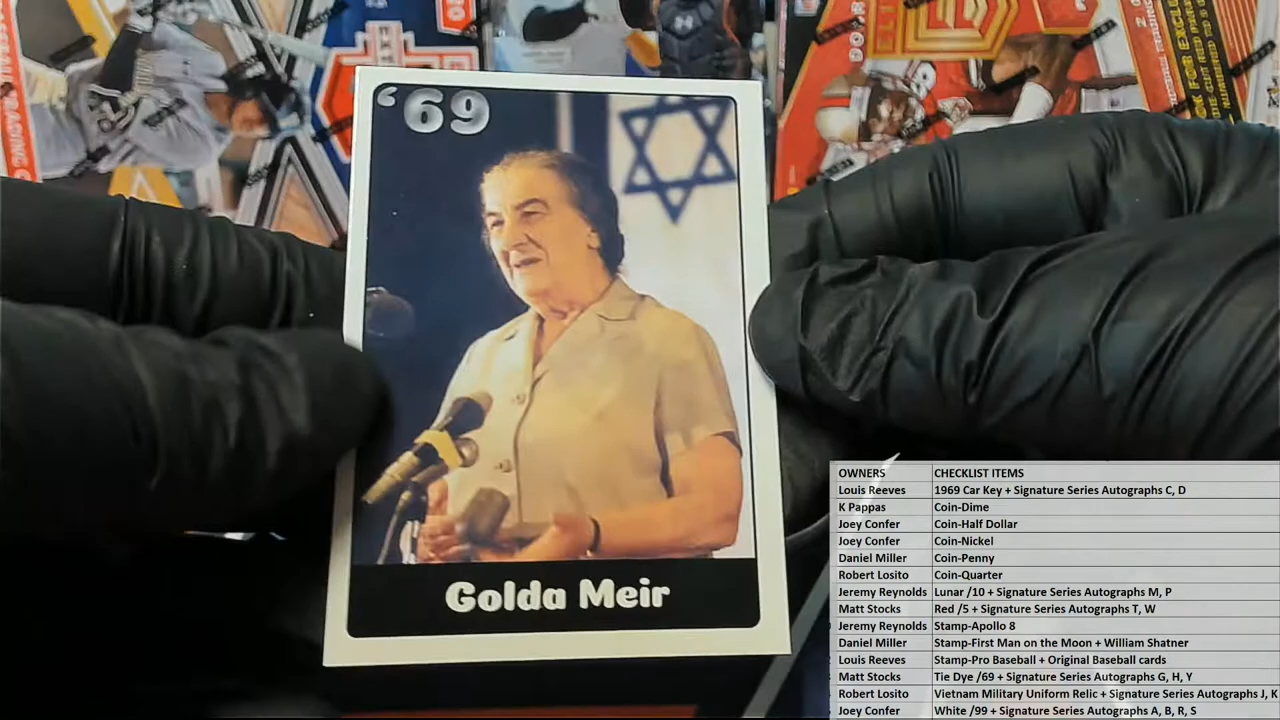 '69
Golda Meir
OWNERS CHECKLIST ITEMS
Louis Reeves 1969 Car Key + Signature Series Autographs C, D
K Pappas Coin-Dime
Joey Confer Coin-Half Dollar
Joey Confer Coin-Nickel
Daniel Miller Coin-Penny
Robert Losito Coin-Quarter
Jeremy Reynolds Lunar /10 + Signature Series Autographs M, P
Matt Stocks Red /5 + Signature Series Autographs T, W
Jeremy Reynolds Stamp-Apollo 8
Daniel Miller Stamp-First Man on the Moon + William Shatner
Louis Reeves Stamp-Pro Baseball + Original Baseball cards
Matt Stocks Tie Dye /69 + Signature Series Autographs G, H, Y
Robert Losito Vietnam Military Uniform Relic + Signature Series Autographs J, K
Joey Confer White /99 + Signature Series Autographs A, B, R, S